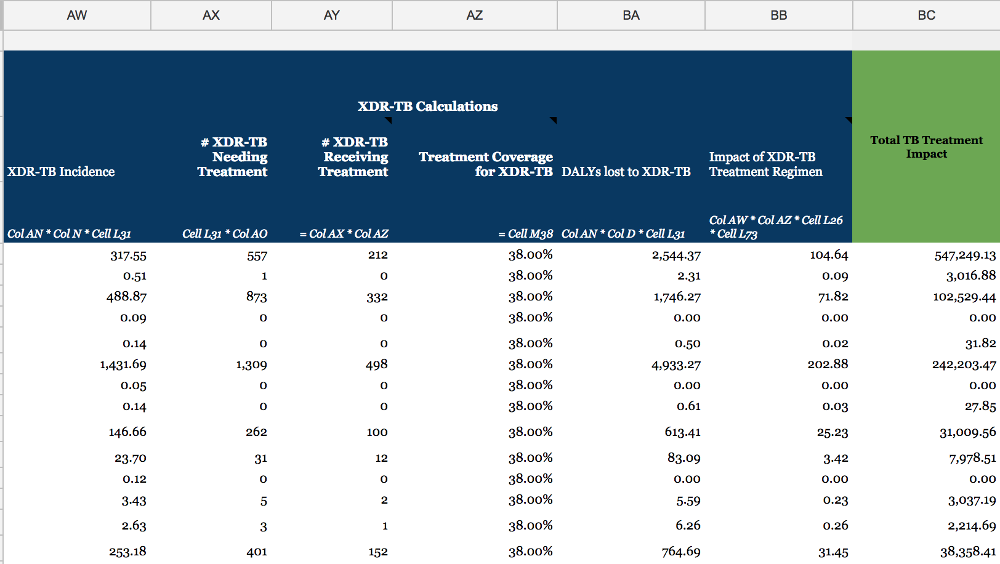 AW AX AY AZ BA BB BC
XDR-TB Calculations
XDR-TB Incidence
# XDR-TB
Needing
Treatment
# XDR-TB
Receiving
Treatment
Treatment Coverage
for XDR-TB
DALYs lost to XDR-TB
Impact of XDR-TB
Treatment Regimen
Total TB Treatment
Impact
Col AN * Col N * Cell L31
Cell L31 * Col AO
= Col AX * Col AZ
= Cell M38
Col AN * Col D * Cell L31
Col AW * Col AZ * Cell L26
* Cell L73
317.55 557 212 38.00% 2,544.37 104.64 547,249.13
0.51 1 0 38.00% 2.31 0.09 3,016.88
488.87 873 332 38.00% 1,746.27 71.82 102,529.44
0.09 0 0 38.00% 0.00 0.00 0.00
0.14 0 0 38.00% 0.50 0.02 31.82
1,431.69 1,309 498 38.00% 4,933.27 202.88 242,203.47
0.05 0 0 38.00% 0.00 0.00 0.00
0.14 0 0 38.00% 0.61 0.03 27.85
146.66 262 100 38.00% 613.41 25.23 31,009.56
23.70 31 12 38.00% 83.09 3.42 7,978.51
0.12 0 0 38.00% 0.00 0.00 0.00
3.43 5 2 38.00% 5.59 0.23 3,037.19
2.63 3 1 38.00% 6.26 0.26 2,214.69
253.18 401 152 38.00% 764.69 31.45 38,358.41